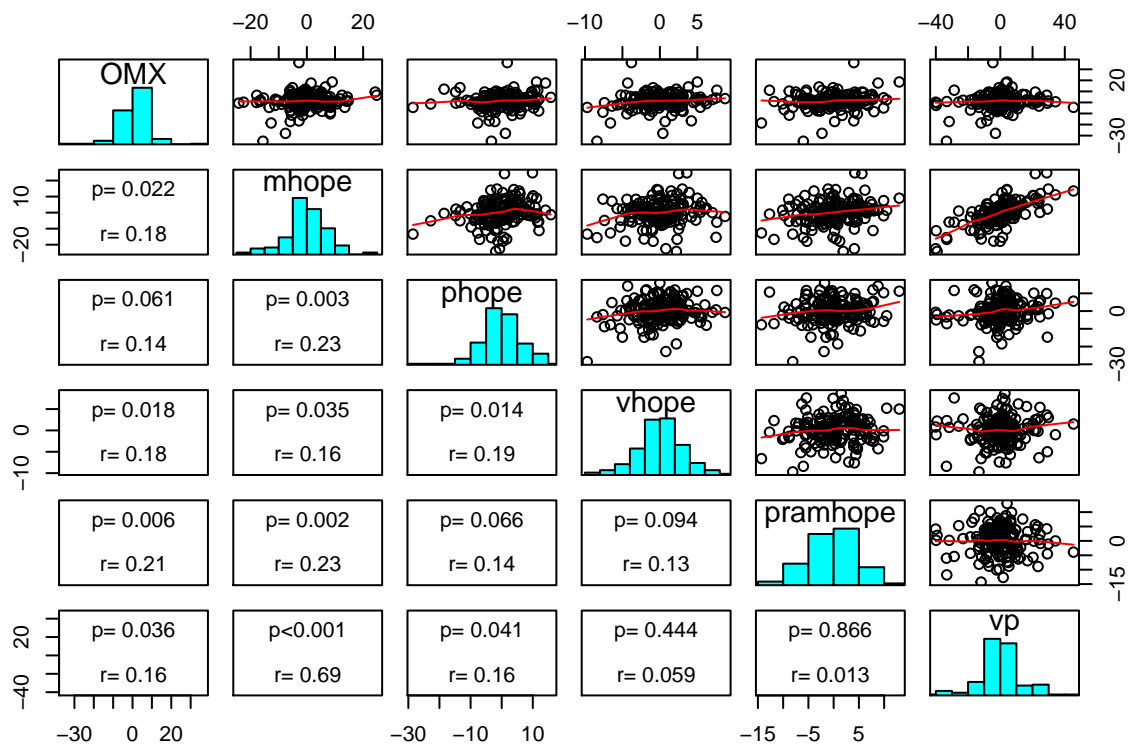 −20 0 20 −10 0 5 −40 0 40
OMX
−30 0 20
−20 10
p= 0.022
r= 0.18
mhope
p= 0.061
r= 0.14
p= 0.003
r= 0.23
phope
−30 0
−10 0
p= 0.018
r= 0.18
p= 0.035
r= 0.16
p= 0.014
r= 0.19
vhope
p= 0.006
r= 0.21
p= 0.002
r= 0.23
p= 0.066
r= 0.14
p= 0.094
r= 0.13
pramhope
−15 0
−40 20
p= 0.036
r= 0.16
p<0.001
r= 0.69
p= 0.041
r= 0.16
p= 0.444
r= 0.059
p= 0.866
r= 0.013
vp
−30 0 20 −30 −10 10 −15 −5 5